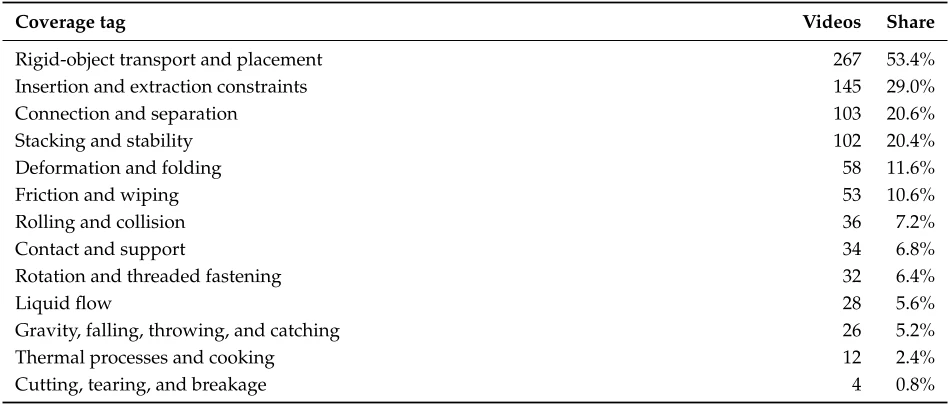 Coverage tag Videos Share
Rigid-object transport and placement 267 53.4%
Insertion and extraction constraints 145 29.0%
Connection and separation 103 20.6%
Stacking and stability 102 20.4%
Deformation and folding 58 11.6%
Friction and wiping 53 10.6%
Rolling and collision 36 7.2%
Contact and support 34 6.8%
Rotation and threaded fastening 32 6.4%
Liquid flow 28 5.6%
Gravity, falling, throwing, and catching 26 5.2%
Thermal processes and cooking 12 2.4%
Cutting, tearing, and breakage 4 0.8%